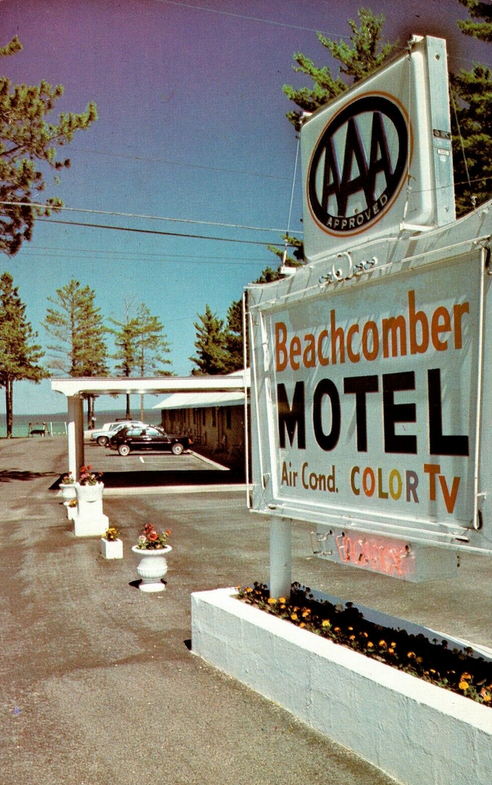 AAA
APPROVED
Beachcomber
MOTEL
Air Cond. COLOR Tv